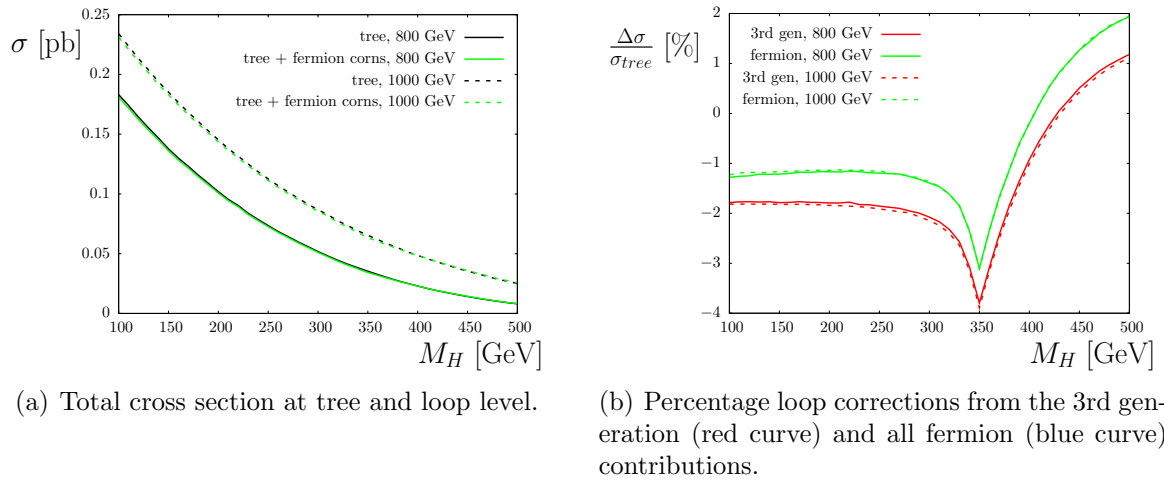 σ [pb]
0.25
0.2
0.15
0.1
0.05
0
tree, 800 GeV
tree + fermion corns, 800 GeV
tree, 1000 GeV
tree + fermion corns, 1000 GeV
100 150 200 250 300 350 400 450 500
M_H [GeV]
(a) Total cross section at tree and loop level.
Δσ/σ_tree [%]
2
1
0
−1
−2
−3
−4
3rd gen, 800 GeV
fermion, 800 GeV
3rd gen, 1000 GeV
fermion, 1000 GeV
100 150 200 250 300 350 400 450 500
M_H [GeV]
(b) Percentage loop corrections from the 3rd gen-
eration (red curve) and all fermion (blue curve)
contributions.